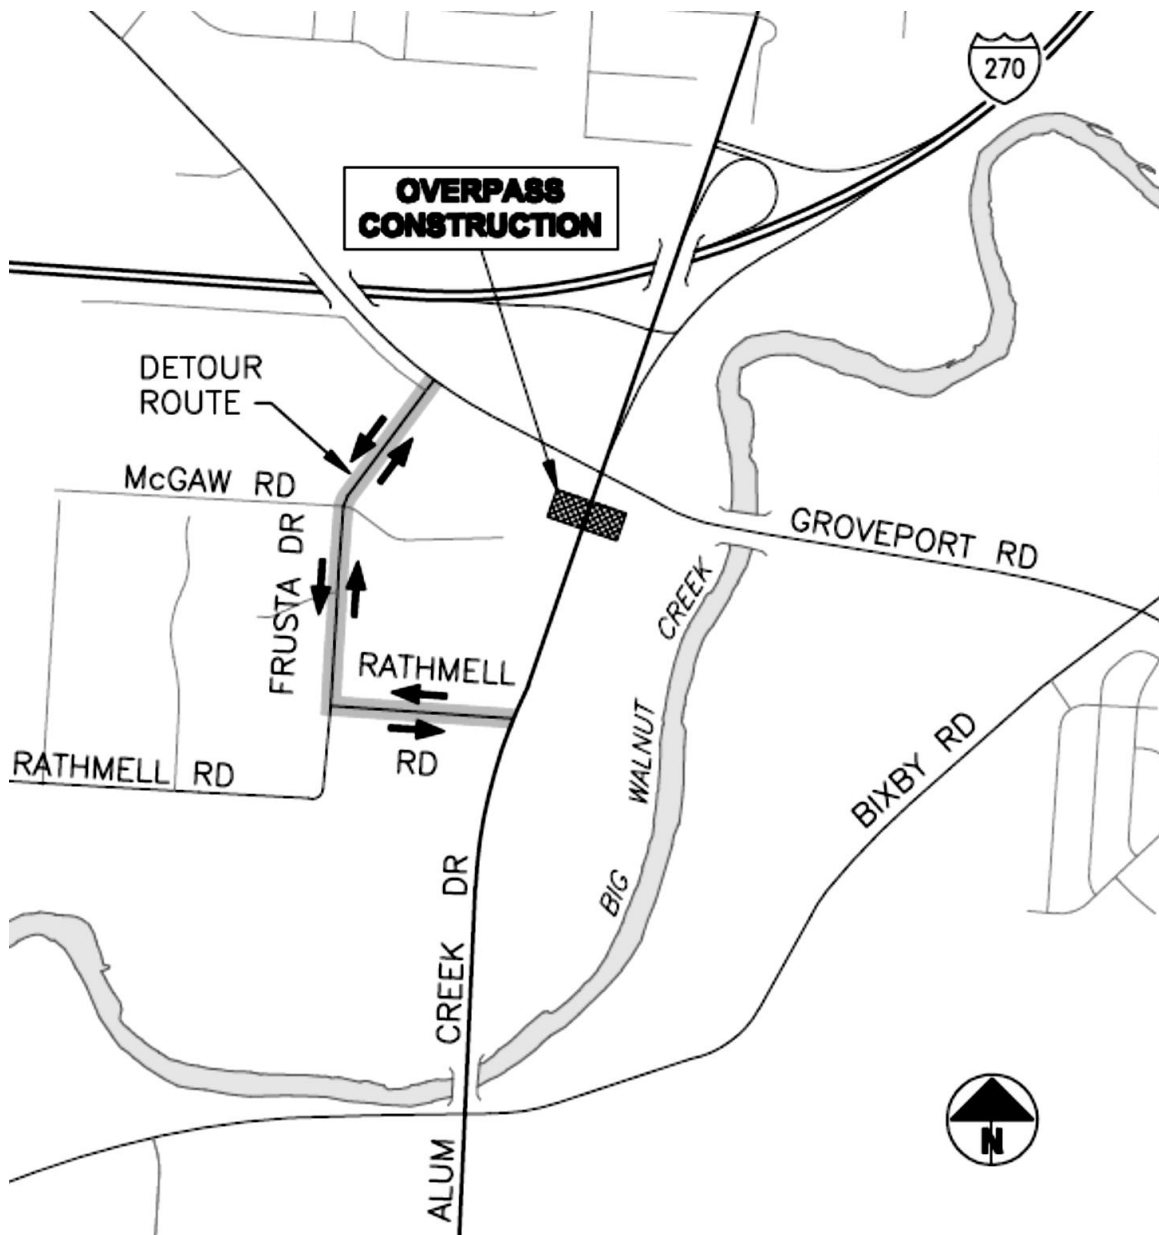 270
OVERPASS
CONSTRUCTION
DETOUR
ROUTE
McGAW RD
GROVEPORT RD
FRUSTA DR
CREEK
RATHMELL
RD
WALNUT
RATHMELL RD
BIXBY RD
BIG
ALUM CREEK DR
N